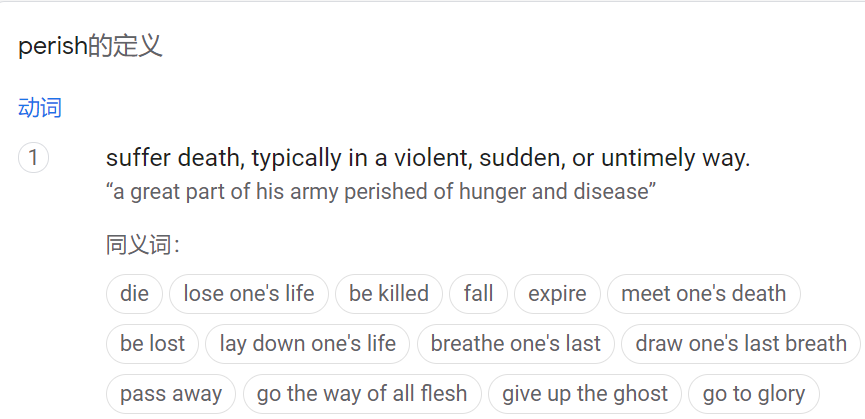 perish的定义
动词
1 suffer death, typically in a violent, sudden, or untimely way.
“a great part of his army perished of hunger and disease”
同义词：
die lose one's life be killed fall expire meet one's death
be lost lay down one's life breathe one's last draw one's last breath
pass away go the way of all flesh give up the ghost go to glory